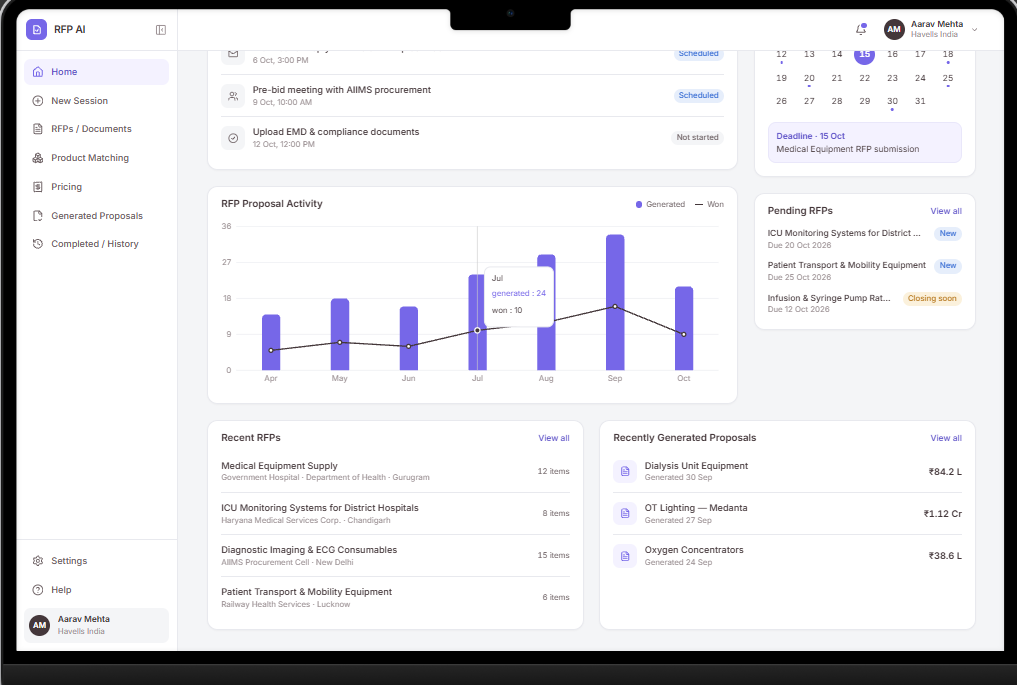 RFP AI
Aarav Mehta
AM
Havells India
Home
New Session
RFPs / Documents
Product Matching
Pricing
Generated Proposals
Completed / History
Settings
Help
AM
Aarav Mehta
Havells India
6 Oct, 3:00 PM
Scheduled
Pre-bid meeting with AIIMS procurement
9 Oct, 10:00 AM
Scheduled
Upload EMD & compliance documents
12 Oct, 12:00 PM
Not started
12 13 14 15 16 17 18
19 20 21 22 23 24 25
26 27 28 29 30 31
Deadline · 15 Oct
Medical Equipment RFP submission
RFP Proposal Activity
Generated
Won
36
27
18
9
0
Jul
generated : 24
won : 10
Apr May Jun Jul Aug Sep Oct
Pending RFPs
View all
ICU Monitoring Systems for District ...
New
Due 20 Oct 2026
Patient Transport & Mobility Equipment
New
Due 25 Oct 2026
Infusion & Syringe Pump Rat...
Closing soon
Due 12 Oct 2026
Recent RFPs
View all
Medical Equipment Supply
Government Hospital · Department of Health · Gurugram
12 items
ICU Monitoring Systems for District Hospitals
Haryana Medical Services Corp. · Chandigarh
8 items
Diagnostic Imaging & ECG Consumables
AIIMS Procurement Cell · New Delhi
15 items
Patient Transport & Mobility Equipment
Railway Health Services · Lucknow
6 items
Recently Generated Proposals
View all
Dialysis Unit Equipment
Generated 30 Sep
₹84.2 L
OT Lighting — Medanta
Generated 27 Sep
₹1.12 Cr
Oxygen Concentrators
Generated 24 Sep
₹38.6 L